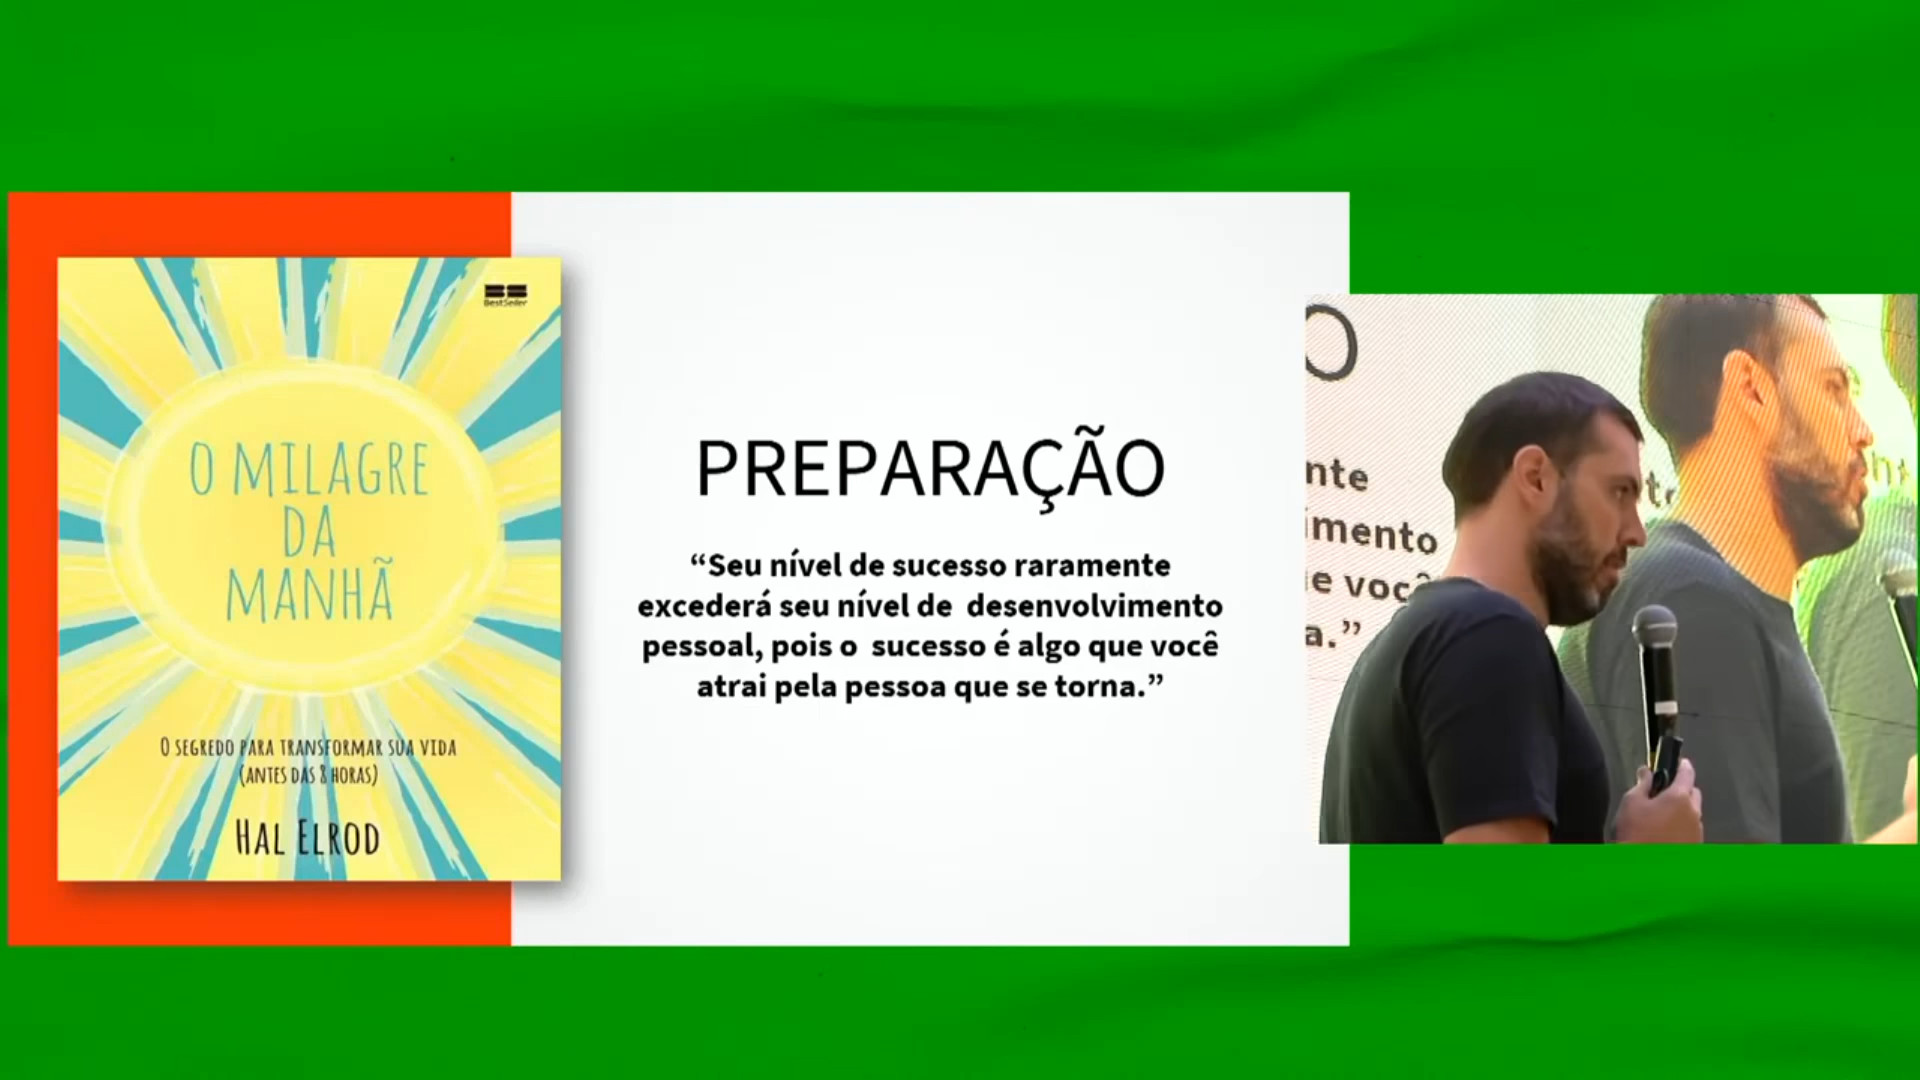 BS
BestSeller
O MILAGRE
DA
MANHÃ
O SEGREDO PARA TRANSFORMAR SUA VIDA
(ANTES DAS 8 HORAS)
HAL ELROD
PREPARAÇÃO
“Seu nível de sucesso raramente
excederá seu nível de desenvolvimento
pessoal, pois o sucesso é algo que você
atrai pela pessoa que se torna.”
O
nte
imento
e você
a.”